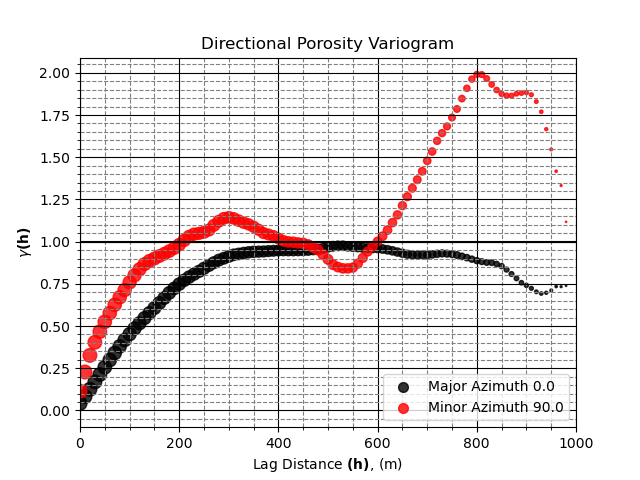 Directional Porosity Variogram
γ(h)
2.00
1.75
1.50
1.25
1.00
0.75
0.50
0.25
0.00
0 200 400 600 800 1000
Lag Distance (h), (m)
Major Azimuth 0.0
Minor Azimuth 90.0